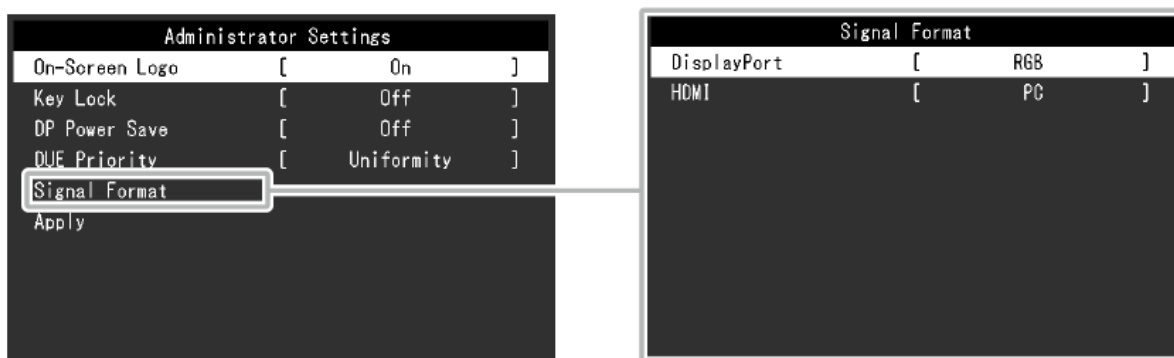 Administrator Settings
On-Screen Logo [ On ]
Key Lock [ Off ]
DP Power Save [ Off ]
DUE Priority [ Uniformity ]
Signal Format
Apply
Signal Format
DisplayPort [ RGB ]
HDMI [ PC ]